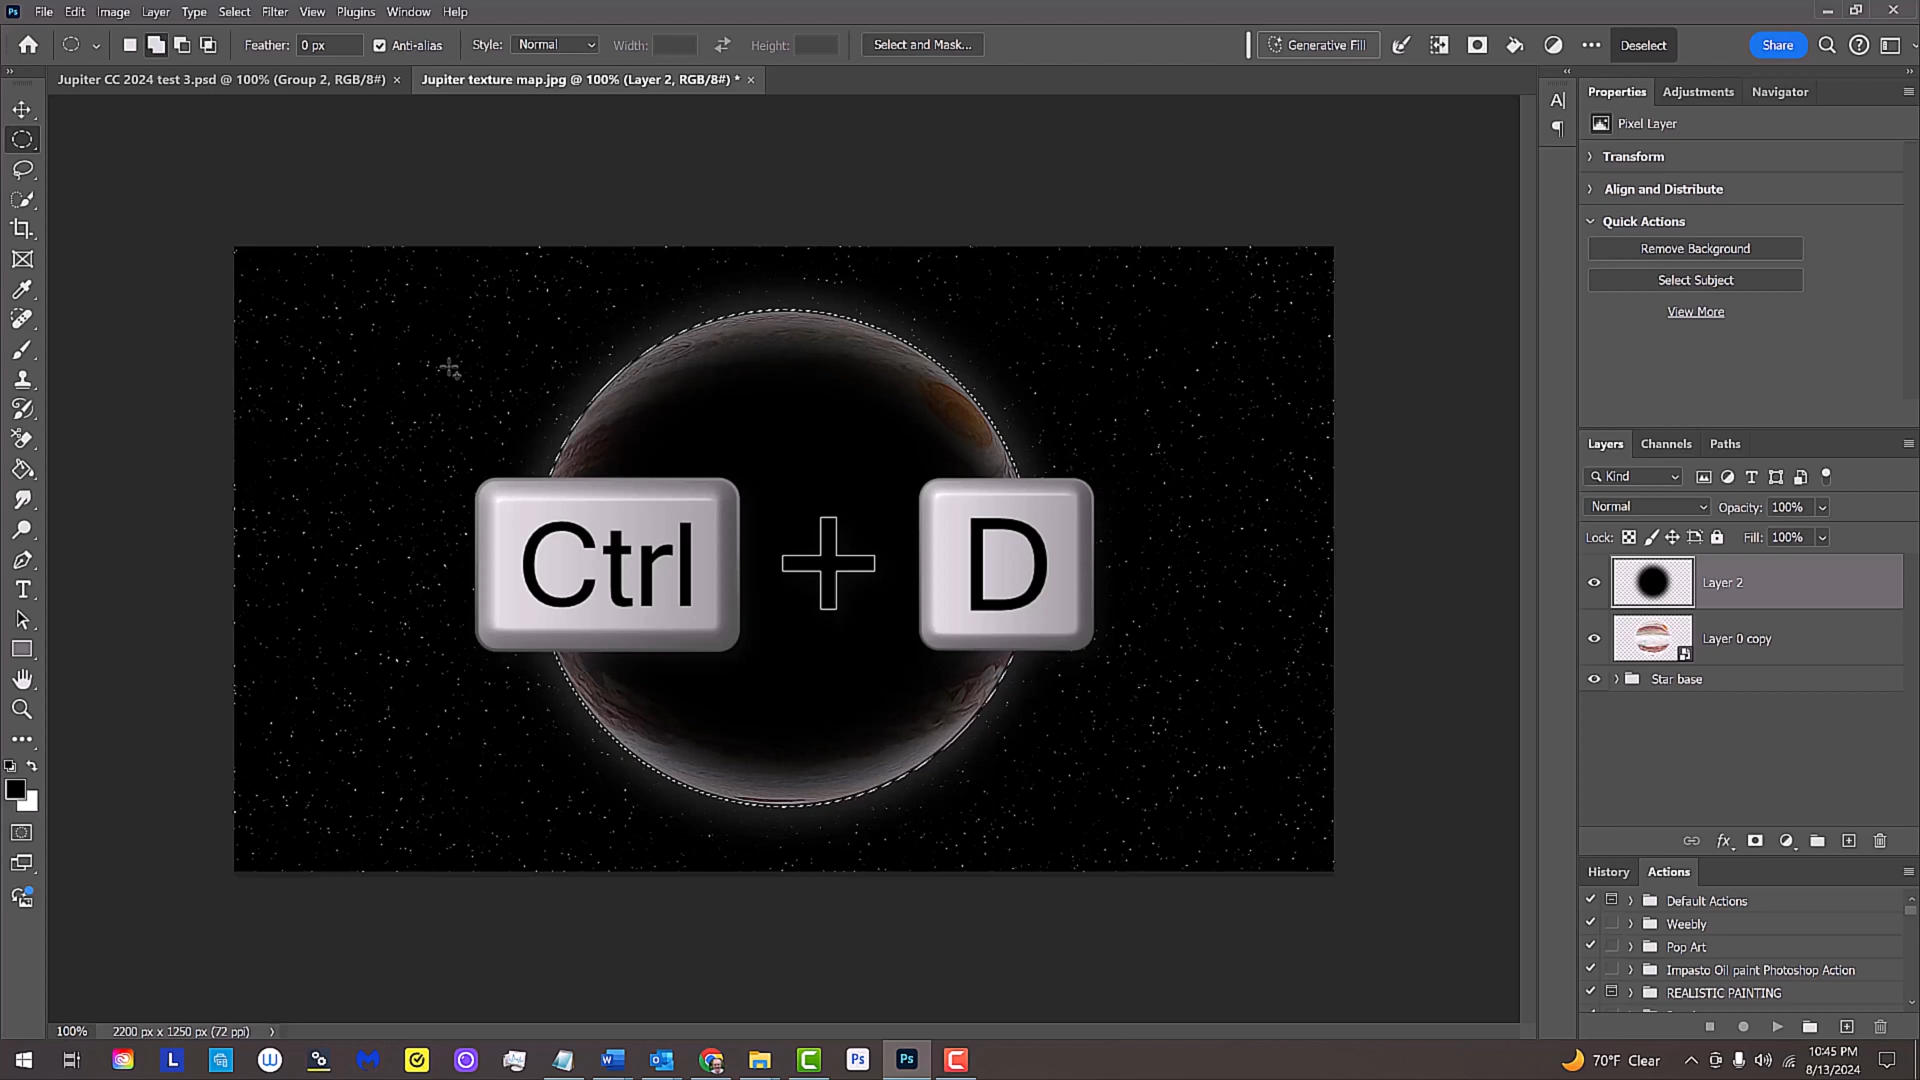 File Edit Image Layer Type Select Filter View Plugins Window Help
Feather: 0 px Anti-alias Style: Normal Width: Height: Select and Mask... Generative Fill Deselect Share
Jupiter CC 2024 test 3.psd @ 100% (Group 2, RGB/8#) × Jupiter texture map.jpg @ 100% (Layer 2, RGB/8#) * ×
Properties Adjustments Navigator
Pixel Layer
Transform
Align and Distribute
Quick Actions
Remove Background
Select Subject
View More
Ctrl + D
Layers Channels Paths
Kind
Normal Opacity: 100%
Lock: Fill: 100%
Layer 2
Layer 0 copy
Star base
fx
History Actions
Default Actions
Weebly
Pop Art
Impasto Oil paint Photoshop Action
REALISTIC PAINTING
100% 2200 px x 1250 px (72 ppi)
70°F Clear
10:45 PM
8/13/2024